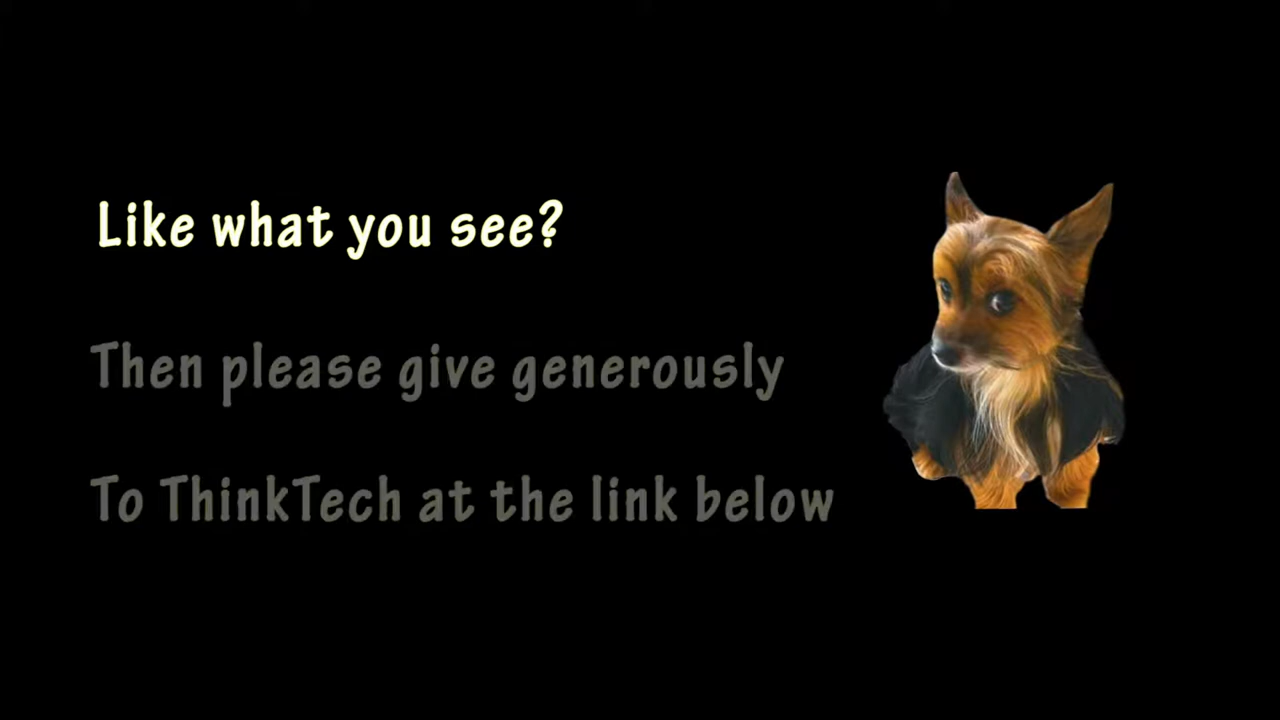 Like what you see?
Then please give generously
To ThinkTech at the link below